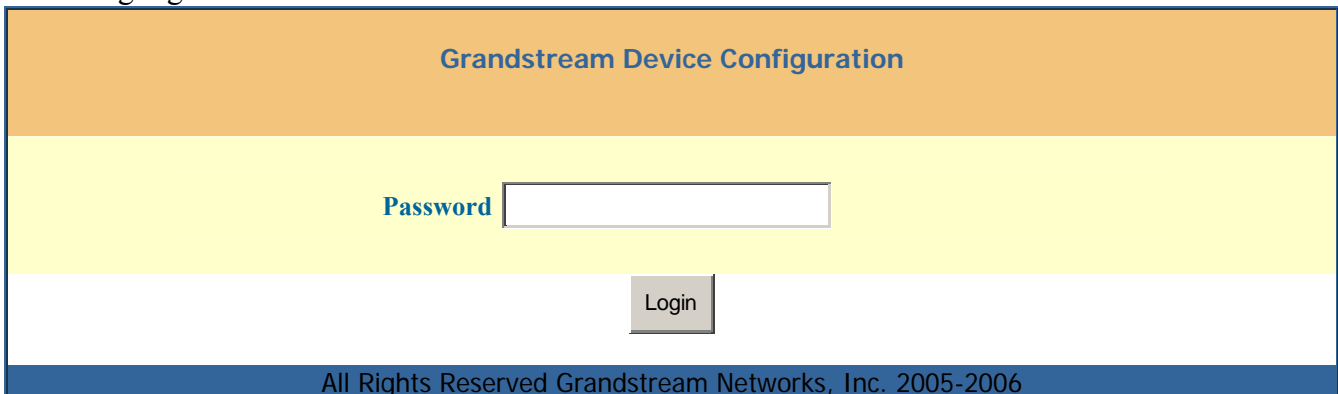 Grandstream Device Configuration
Password
Login
All Rights Reserved Grandstream Networks, Inc. 2005-2006